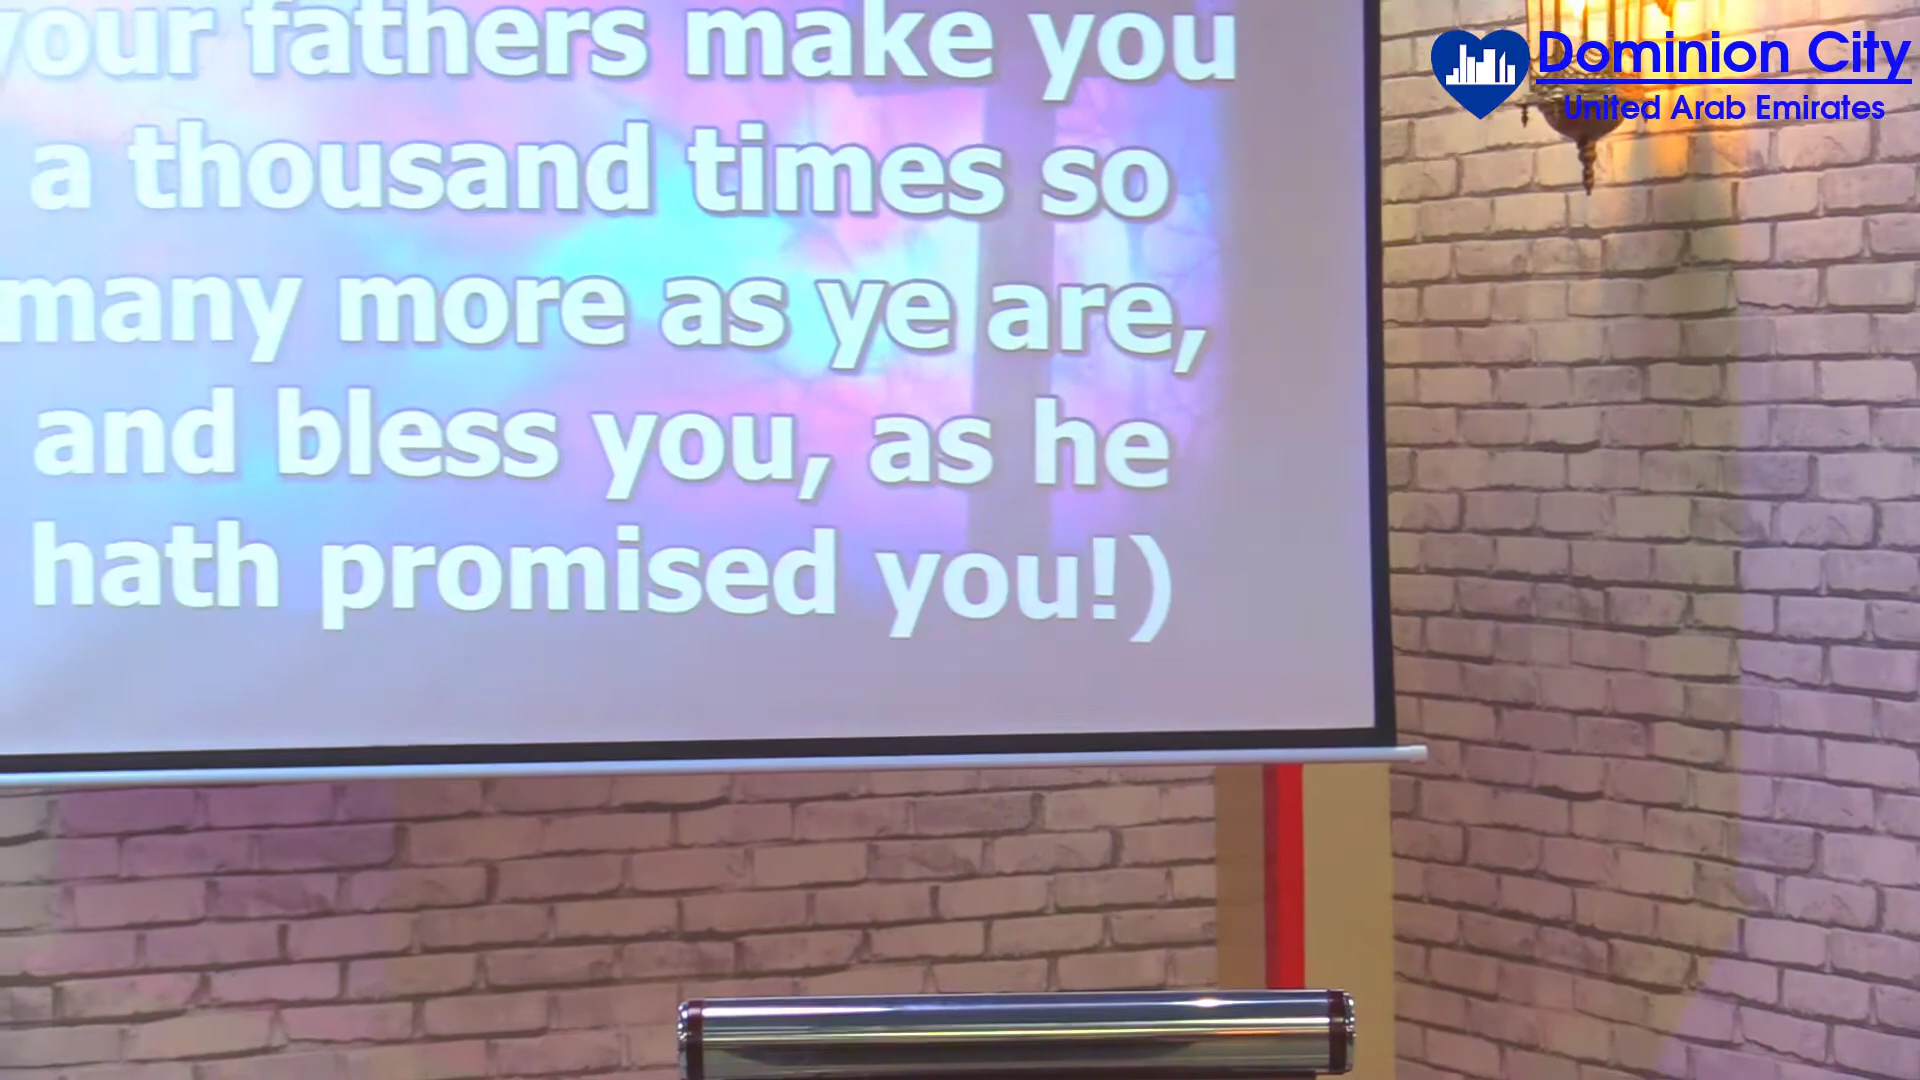 your fathers make you
a thousand times so
many more as ye are,
and bless you, as he
hath promised you!)
Dominion City
United Arab Emirates